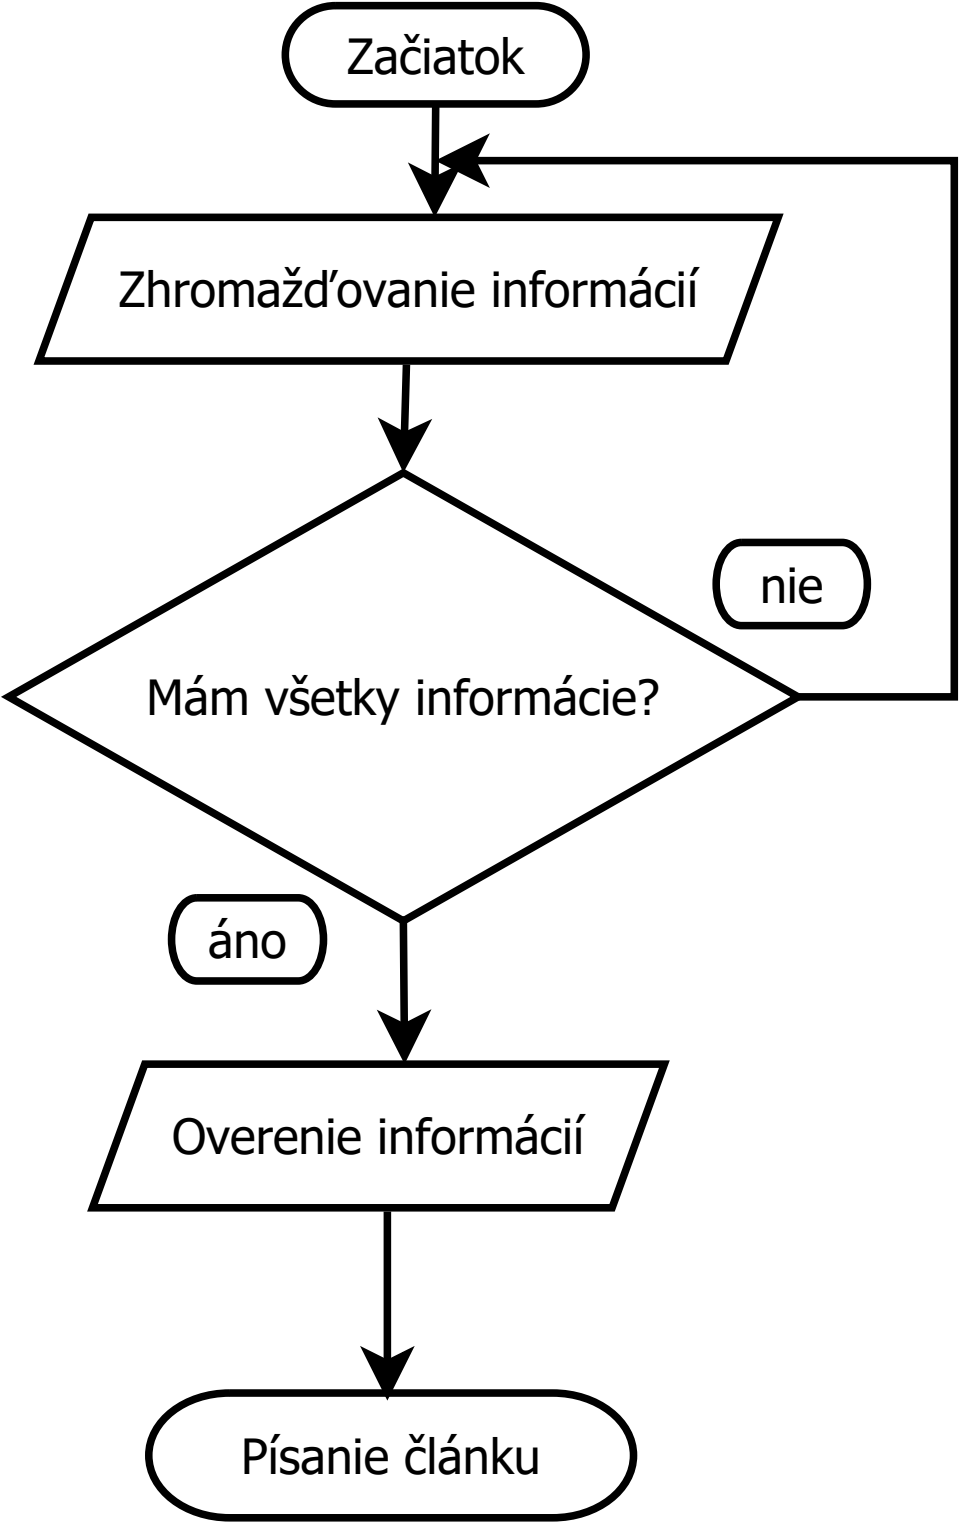 Začiatok
Zhromažďovanie informácií
nie
Mám všetky informácie?
áno
Overenie informácií
Písanie článku